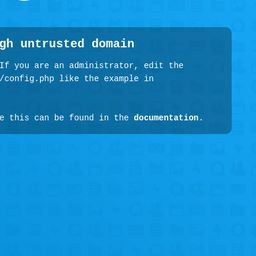 gh untrusted domain
If you are an administrator, edit the
/config.php like the example in
e this can be found in the documentation.